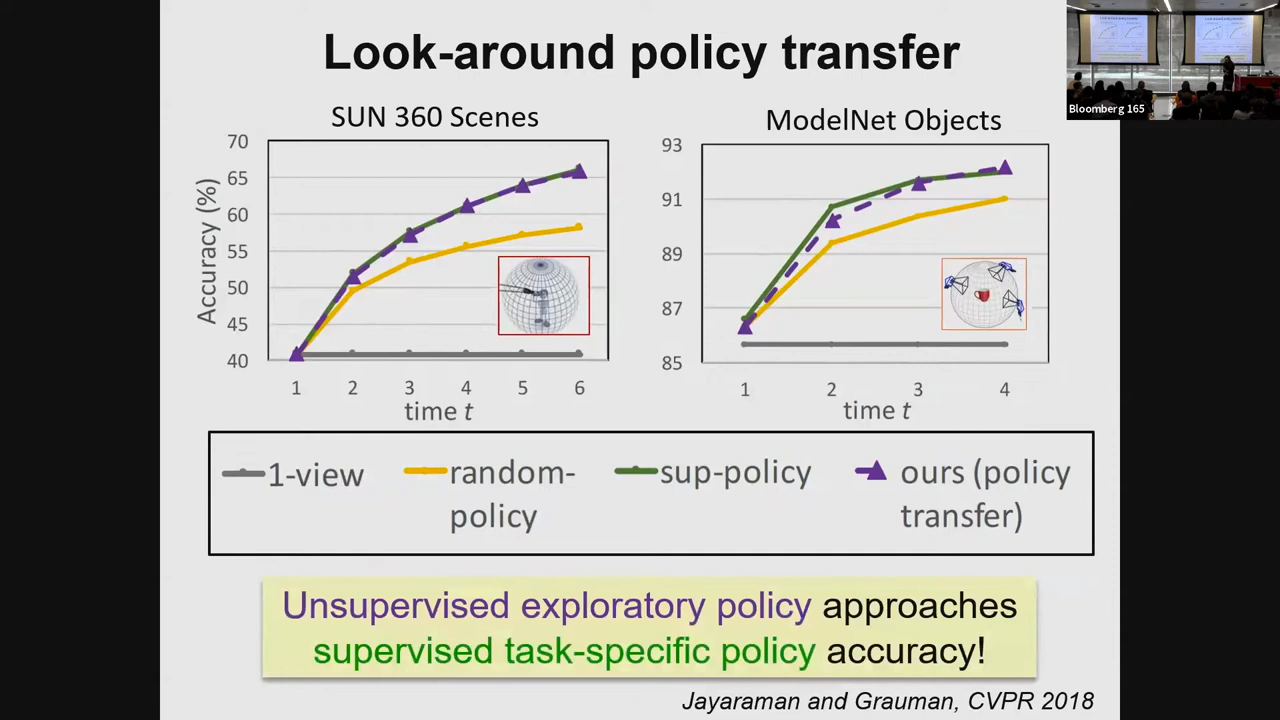 Look-around policy transfer
Bloomberg 165
SUN 360 Scenes
Accuracy (%)
70
65
60
55
50
45
40
1 2 3 4 5 6
time t
ModelNet Objects
93
91
89
87
85
1 2 3 4
time t
1-view
random-
policy
sup-policy
ours (policy
transfer)
Unsupervised exploratory policy approaches
supervised task-specific policy accuracy!
Jayaraman and Grauman, CVPR 2018